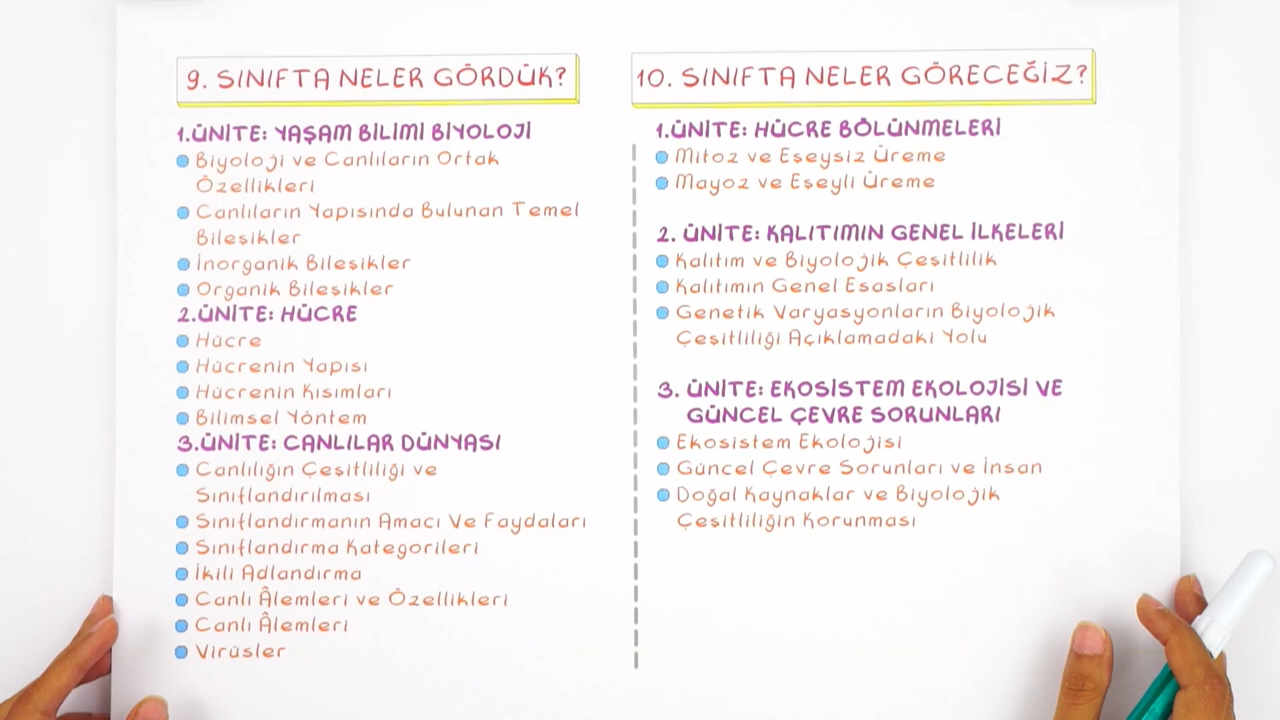 9. SINIFTA NELER GÖRDÜK?
1.ÜNİTE: YAŞAM BİLİMİ BİYOLOJİ
Biyoloji ve Canlıların Ortak
Özellikleri
Canlıların Yapısında Bulunan Temel
Bileşikler
İnorganik Bileşikler
Organik Bileşikler
2.ÜNİTE: HÜCRE
Hücre
Hücrenin Yapısı
Hücrenin Kısımları
Bilimsel Yöntem
3.ÜNİTE: CANLILAR DÜNYASI
Canlılığın Çeşitliliği ve
Sınıflandırılması
Sınıflandırmanın Amacı Ve Faydaları
Sınıflandırma Kategorileri
İkili Adlandırma
Canlı Âlemleri ve Özellikleri
Canlı Âlemleri
Virüsler
10. SINIFTA NELER GÖRECEĞİZ?
1.ÜNİTE: HÜCRE BÖLÜNMELERİ
Mitoz ve Eşeysiz Üreme
Mayoz ve Eşeyli Üreme
2. ÜNİTE: KALITIMIN GENEL İLKELERİ
Kalıtım ve Biyolojik Çeşitlilik
Kalıtımın Genel Esasları
Genetik Varyasyonların Biyolojik
Çeşitliliği Açıklamadaki Yolu
3. ÜNİTE: EKOSİSTEM EKOLOJİSİ VE
GÜNCEL ÇEVRE SORUNLARI
Ekosistem Ekolojisi
Güncel Çevre Sorunları ve İnsan
Doğal Kaynaklar ve Biyolojik
Çeşitliliğin Korunması